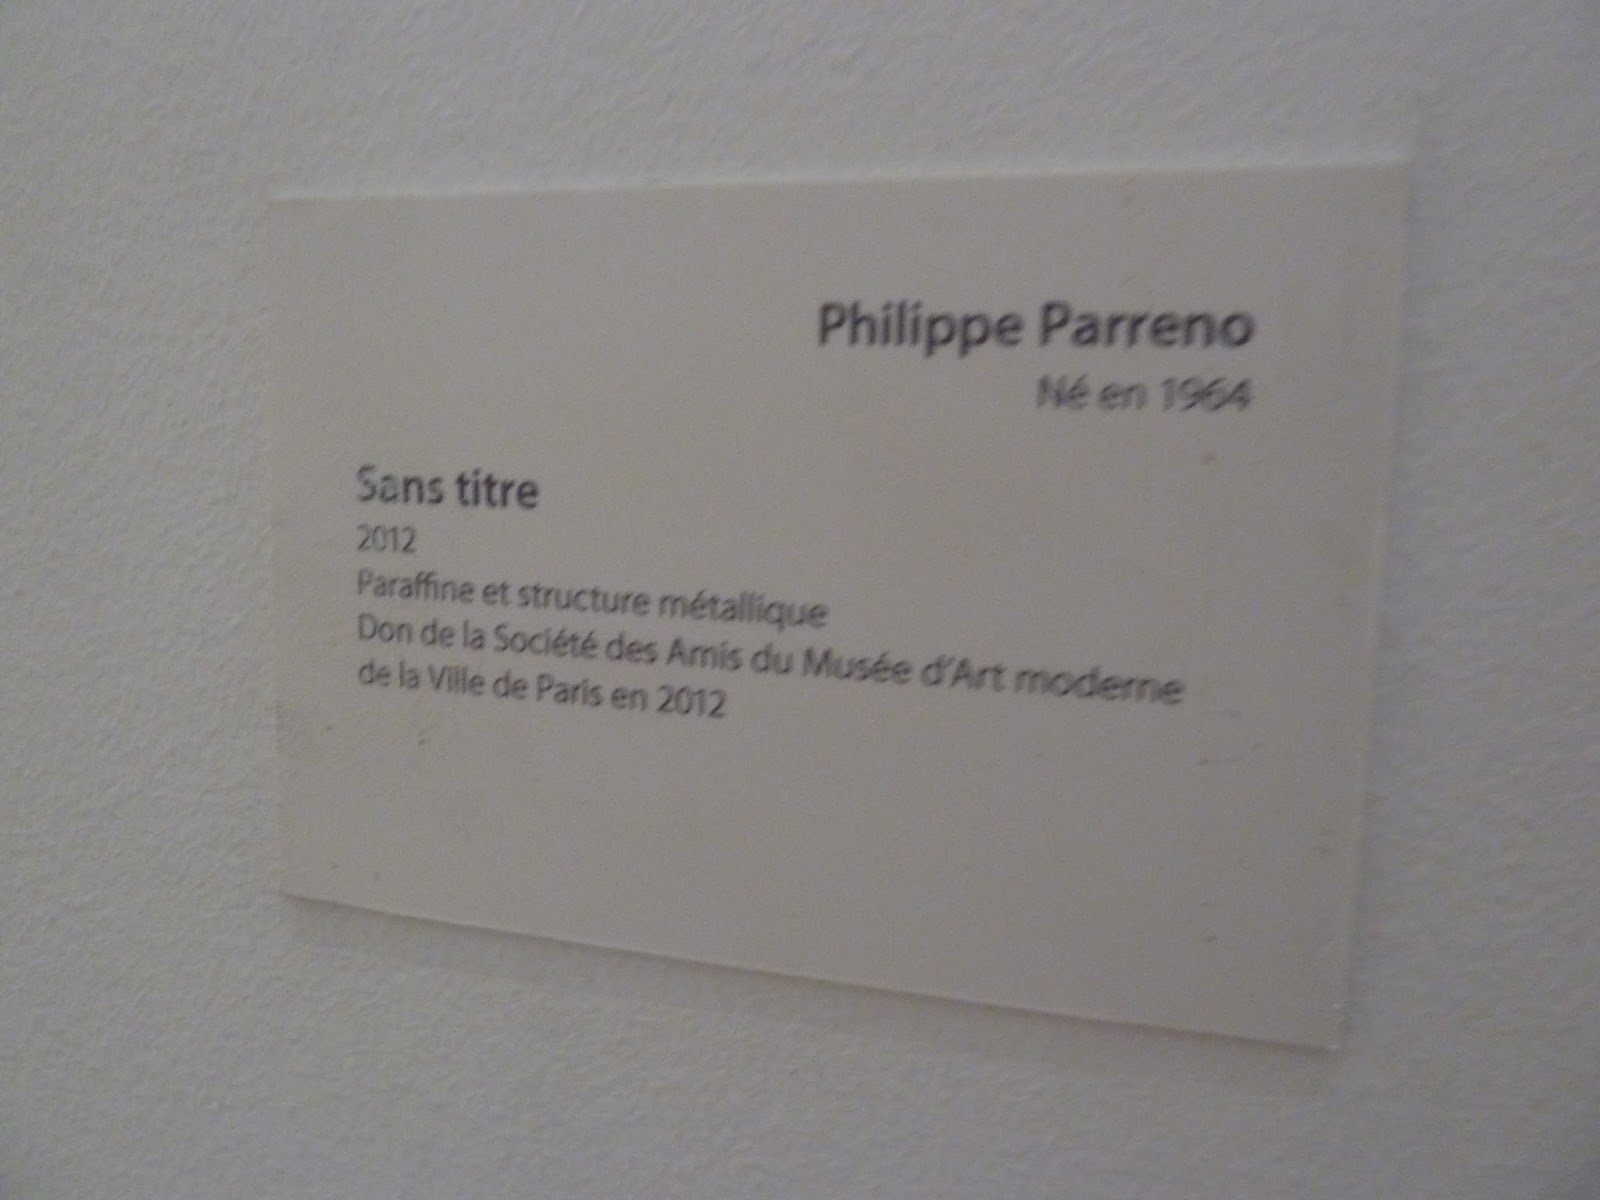 Philippe Parreno
Né en 1964
Sans titre
2012
Paraffine et structure métallique
Don de la Société des Amis du Musée d'Art moderne
de la Ville de Paris en 2012